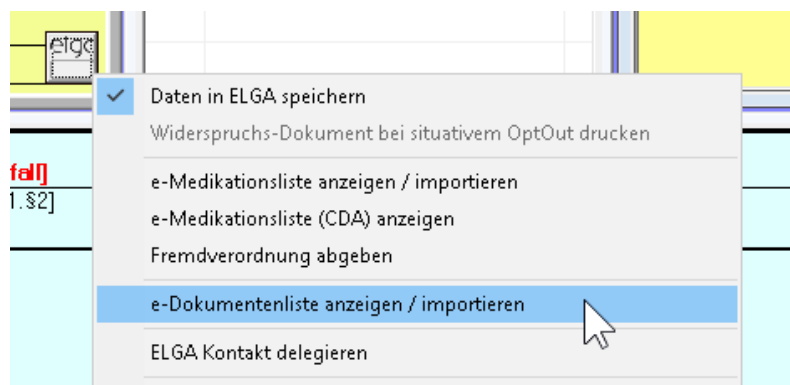 elga
Daten in ELGA speichern
Widerspruchs-Dokument bei situativem OptOut drucken
fall]
e-Medikationsliste anzeigen / importieren
1.§2]
e-Medikationsliste (CDA) anzeigen
Fremdverordnung abgeben
e-Dokumentenliste anzeigen / importieren
ELGA Kontakt delegieren